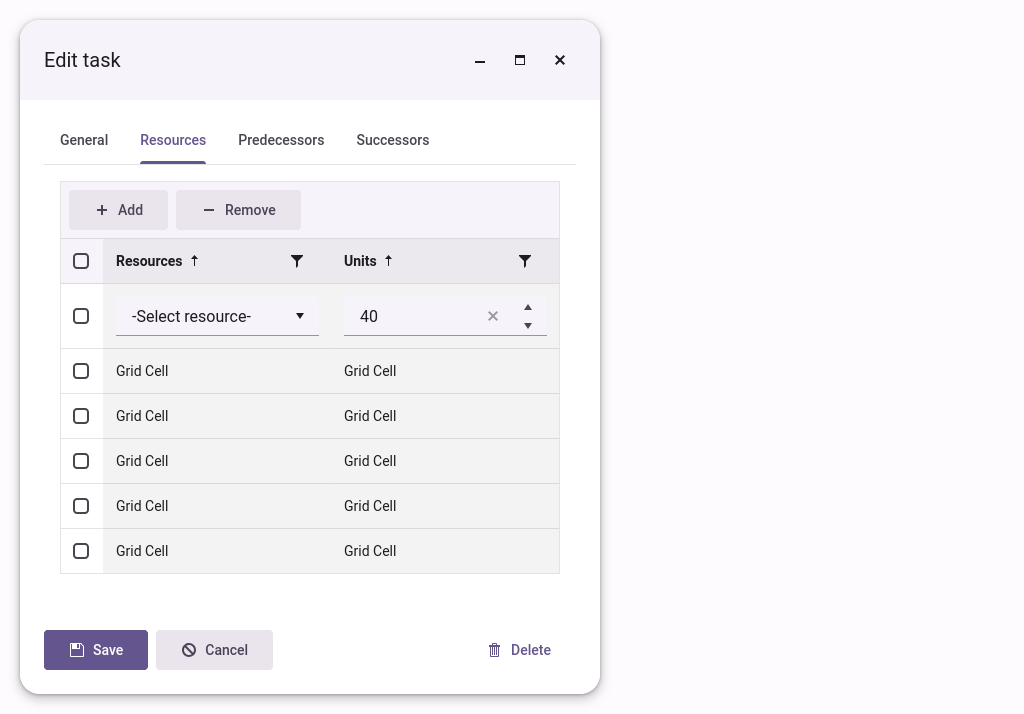 Edit task
General Resources Predecessors Successors
Add Remove
Resources Units
-Select resource- 40
Grid Cell Grid Cell
Grid Cell Grid Cell
Grid Cell Grid Cell
Grid Cell Grid Cell
Grid Cell Grid Cell
Save Cancel Delete